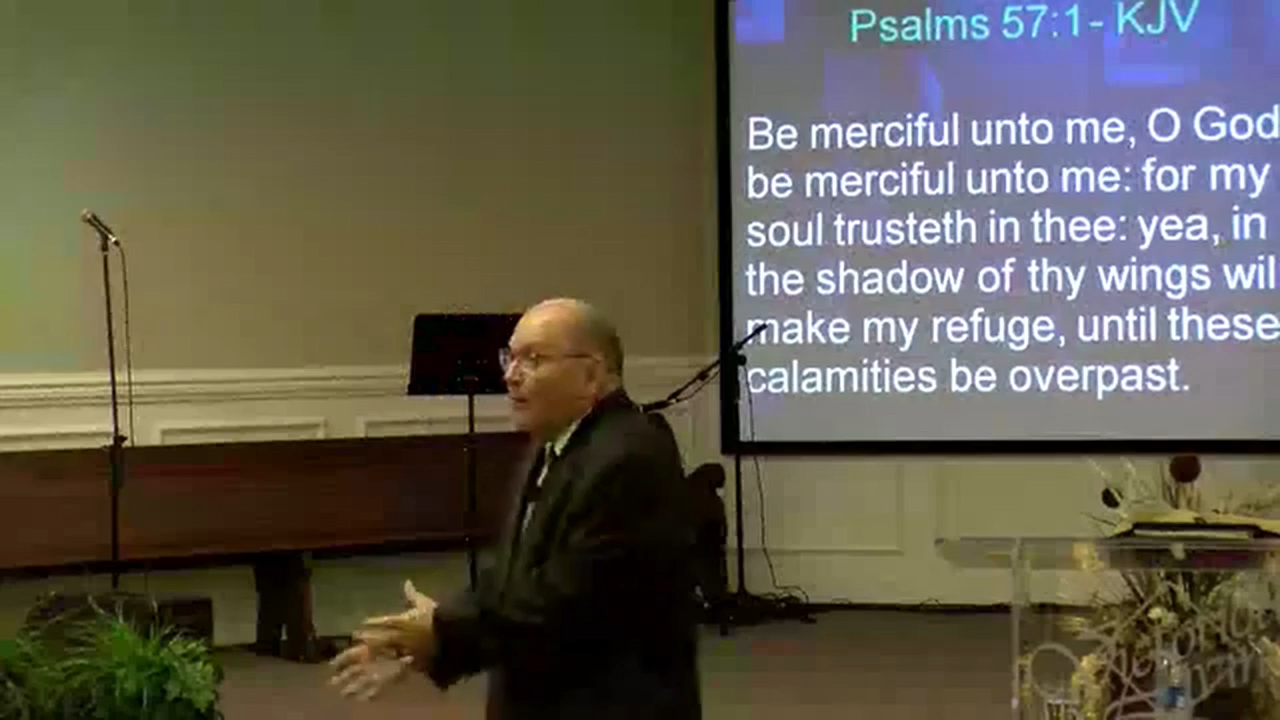 Psalms 57:1- KJV
Be merciful unto me, O God
be merciful unto me: for my
soul trusteth in thee: yea, in
the shadow of thy wings wil
make my refuge, until these
calamities be overpast.